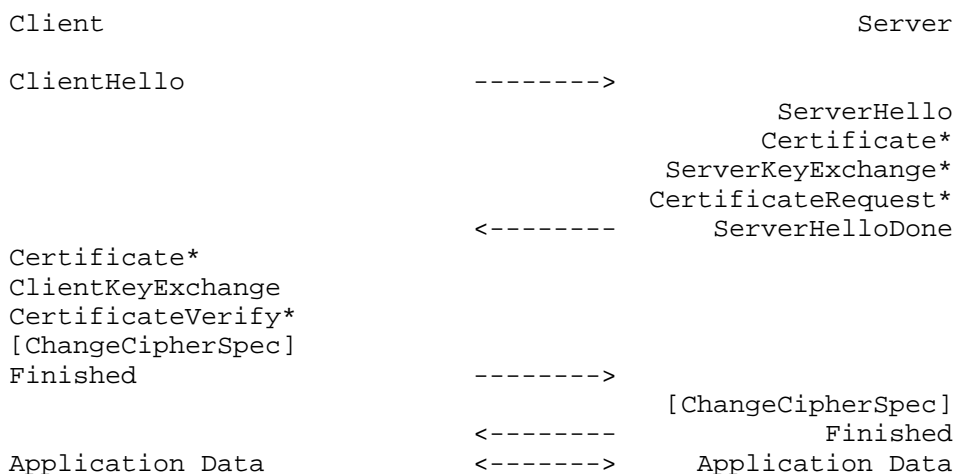 Client                                               Server

ClientHello                  -------->
                                                ServerHello
                                               Certificate*
                                         ServerKeyExchange*
                                        CertificateRequest*
                             <--------      ServerHelloDone
Certificate*
ClientKeyExchange
CertificateVerify*
[ChangeCipherSpec]
Finished                     -------->
                                         [ChangeCipherSpec]
                             <--------             Finished
Application Data             <------->     Application Data